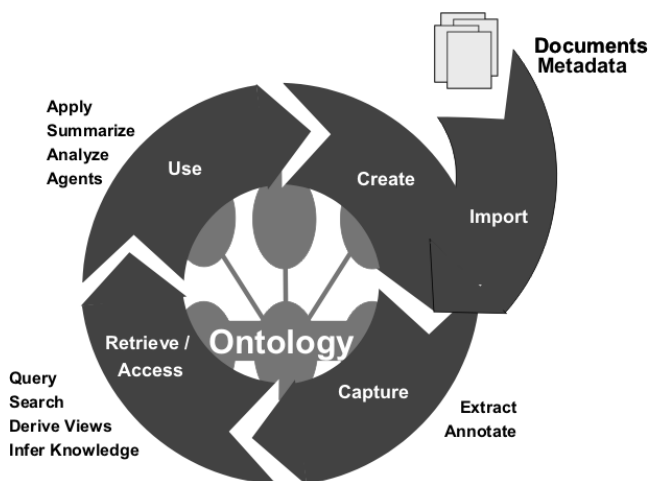 Documents
Metadata
Apply
Summarize
Analyze
Agents
Use
Create
Import
Ontology
Retrieve /
Access
Capture
Query
Search
Derive Views
Infer Knowledge
Extract
Annotate